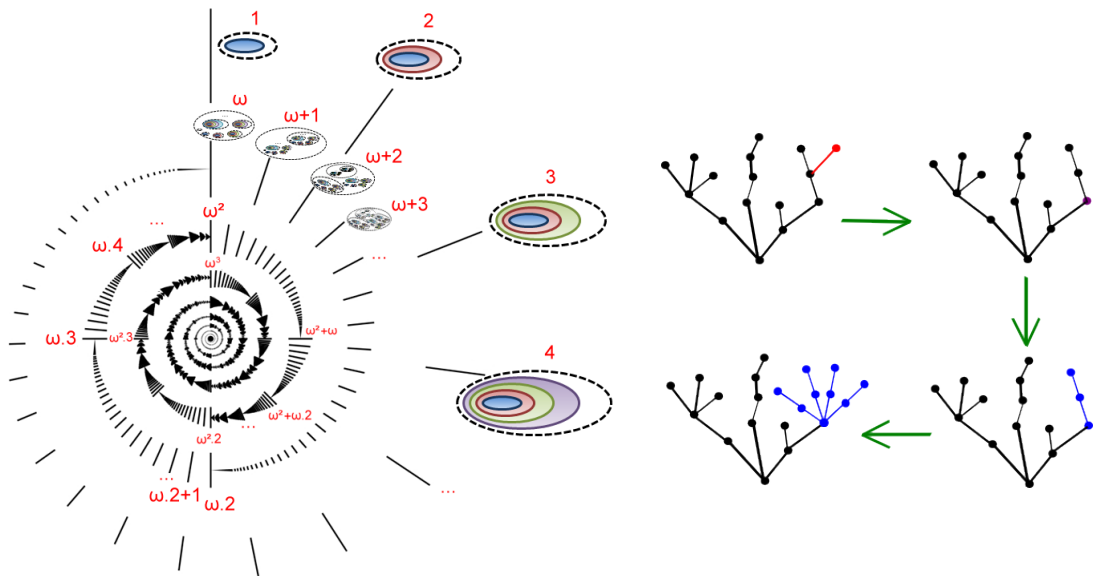 1
2
ω
ω+1
ω+2
3
ω+3
...
ω²
...
ω.4
ω³
ω.3
ω².3
ω²+ω
4
ω²+ω.2
...
ω².2
...
ω.2+1
ω.2
...